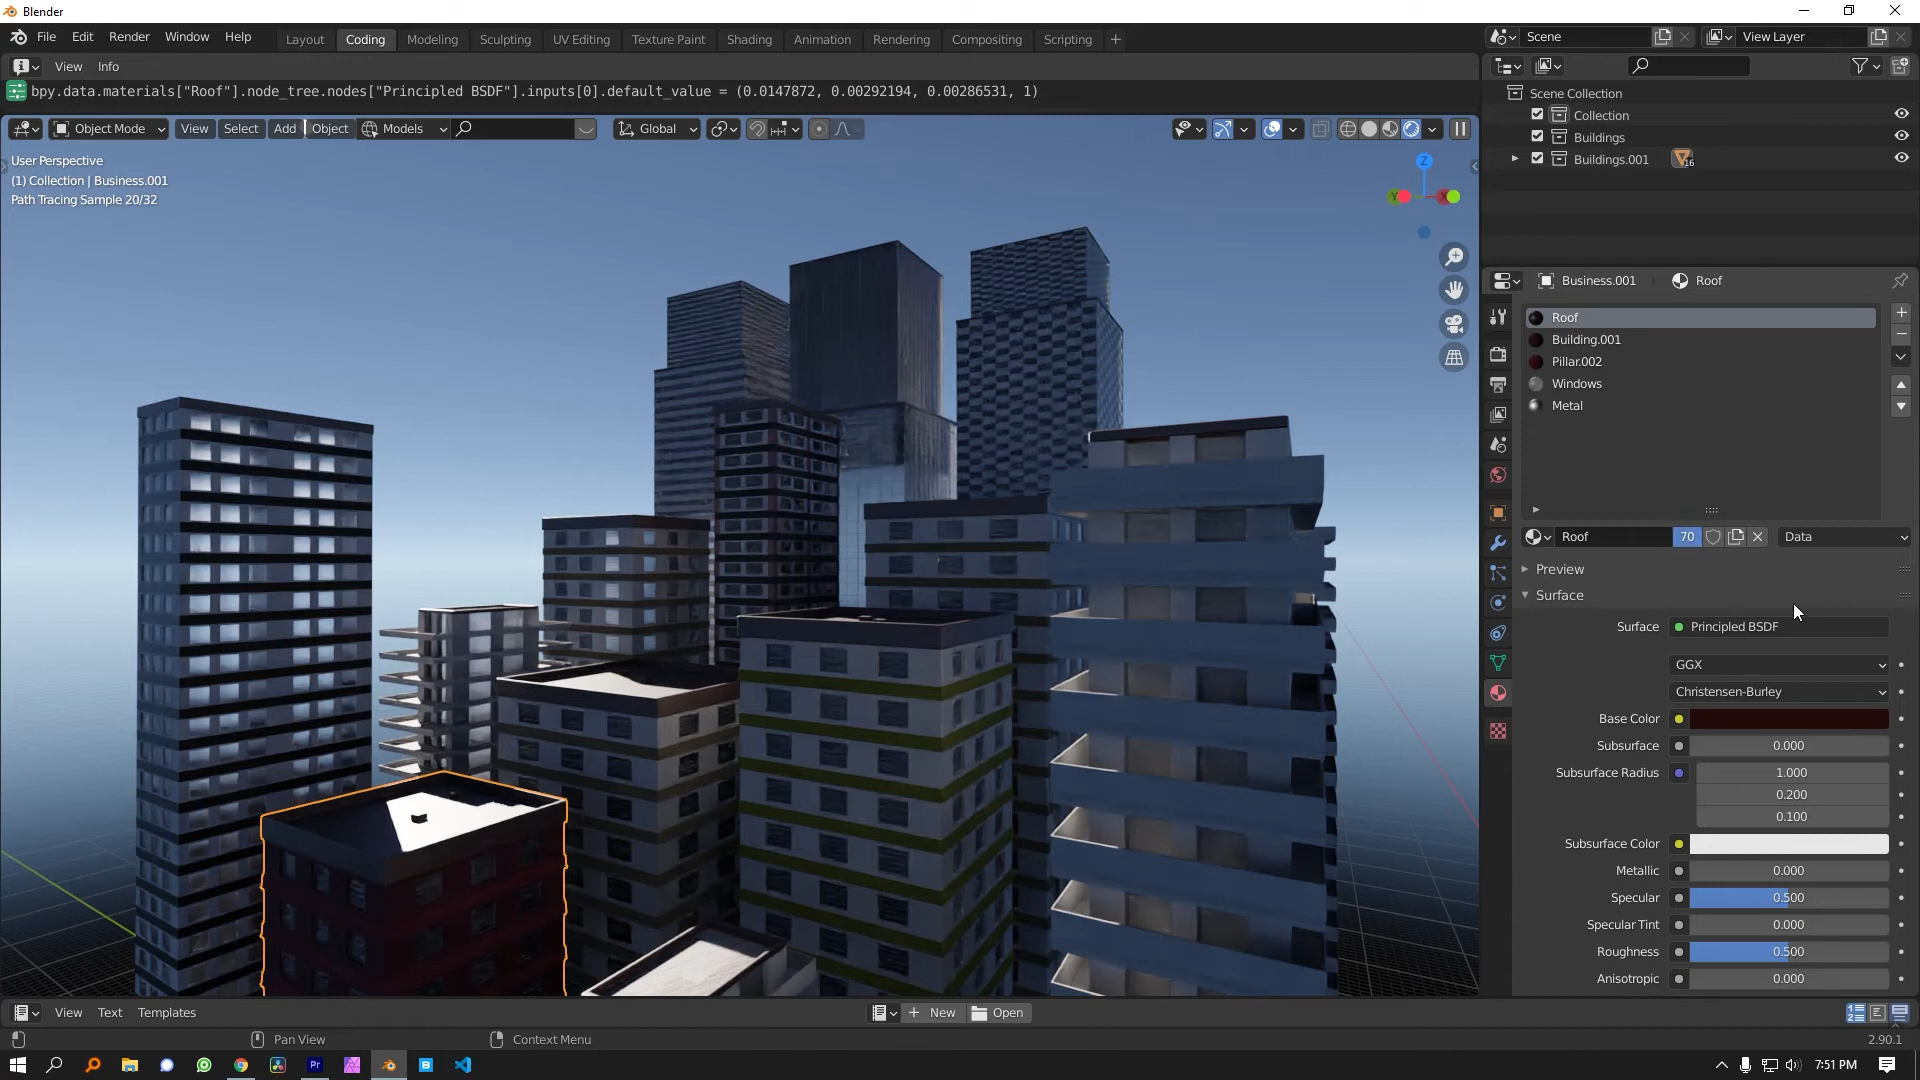 Blender
File Edit Render Window Help Layout Coding Modeling Sculpting UV Editing Texture Paint Shading Animation Rendering Compositing Scripting + Scene View Layer
View Info
bpy.data.materials["Roof"].node_tree.nodes["Principled BSDF"].inputs[0].default_value = (0.0147872, 0.00292194, 0.00286531, 1)
Scene Collection
Collection
Buildings
Buildings.001 16
Object Mode View Select Add Object Models Global
User Perspective
(1) Collection | Business.001
Path Tracing Sample 20/32
Z
Y X
Business.001 Roof
Roof
Building.001
Pillar.002
Windows
Metal
Roof 70 Data
Preview
Surface
Surface Principled BSDF
GGX
Christensen-Burley
Base Color
Subsurface 0.000
Subsurface Radius 1.000
0.200
0.100
Subsurface Color
Metallic 0.000
Specular 0.500
Specular Tint 0.000
Roughness 0.500
Anisotropic 0.000
View Text Templates + New Open
Pan View Context Menu 2.90.1
Pr 7:51 PM